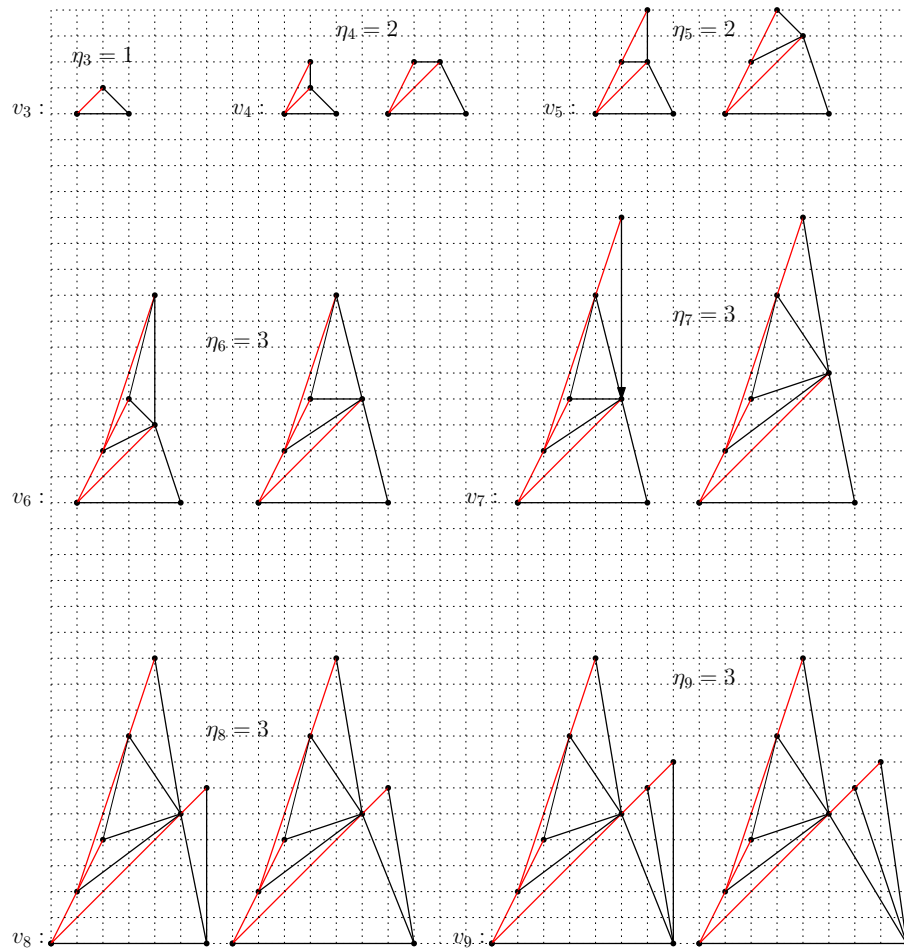 η₃ = 1
η₄ = 2
η₅ = 2
v₃ :
v₄ :
v₅ :
η₆ = 3
η₇ = 3
v₆ :
v₇ :
η₈ = 3
η₉ = 3
v₈ :
v₉ :